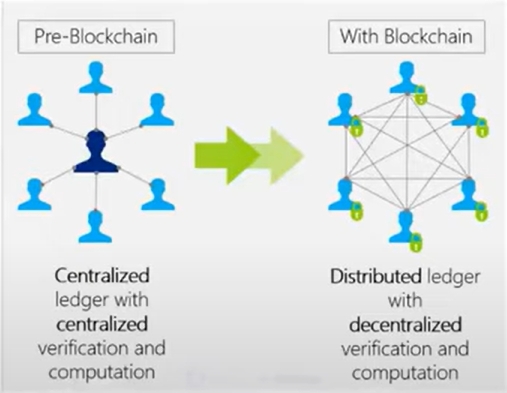 Pre-Blockchain
With Blockchain
Centralized
ledger with
centralized
verification and
computation
Distributed ledger
with
decentralized
verification and
computation